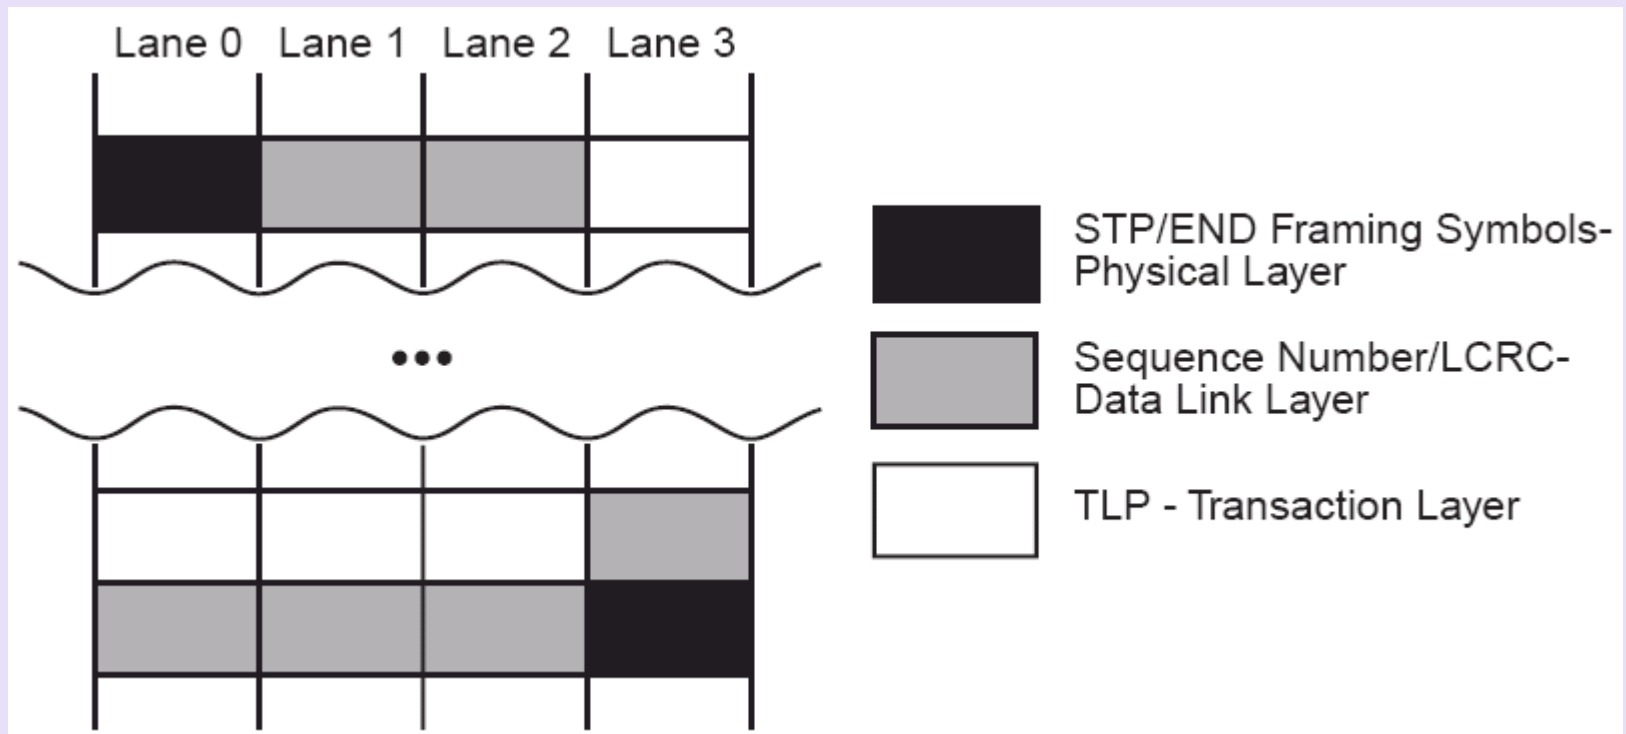 Lane 0 Lane 1 Lane 2 Lane 3
STP/END Framing Symbols-
Physical Layer
Sequence Number/LCRC-
Data Link Layer
TLP - Transaction Layer